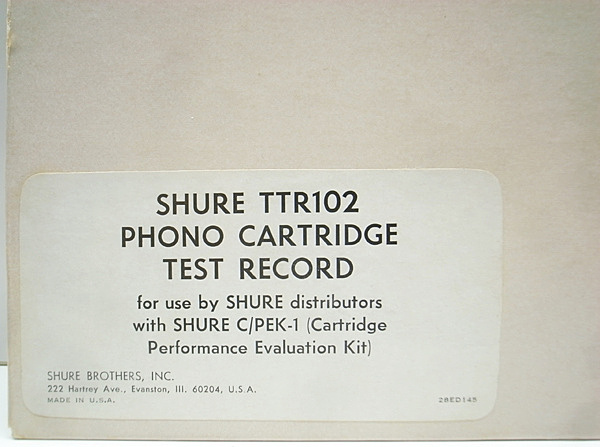 SHURE TTR102
PHONO CARTRIDGE
TEST RECORD
for use by SHURE distributors
with SHURE C/PEK-1 (Cartridge
Performance Evaluation Kit)
SHURE BROTHERS, INC.
222 Hartrey Ave., Evanston, Ill. 60204, U.S.A.
MADE IN U.S.A.
28ED145